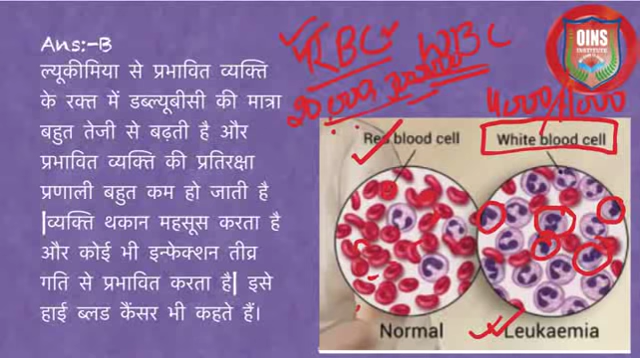 Ans:-B
ल्यूकीमिया से प्रभावित व्यक्ति
के रक्त में डब्ल्यूबीसी की मात्रा
बहुत तेजी से बढ़ती है और
प्रभावित व्यक्ति की प्रतिरक्षा
प्रणाली बहुत कम हो जाती है
|व्यक्ति थकान महसूस करता है
और कोई भी इन्फेक्शन तीव्र
गति से प्रभावित करता है| इसे
हाई ब्लड कैंसर भी कहते हैं।
RBC WBC
OINS
INSTITUTE
Red blood cell
White blood cell
Normal
Leukaemia